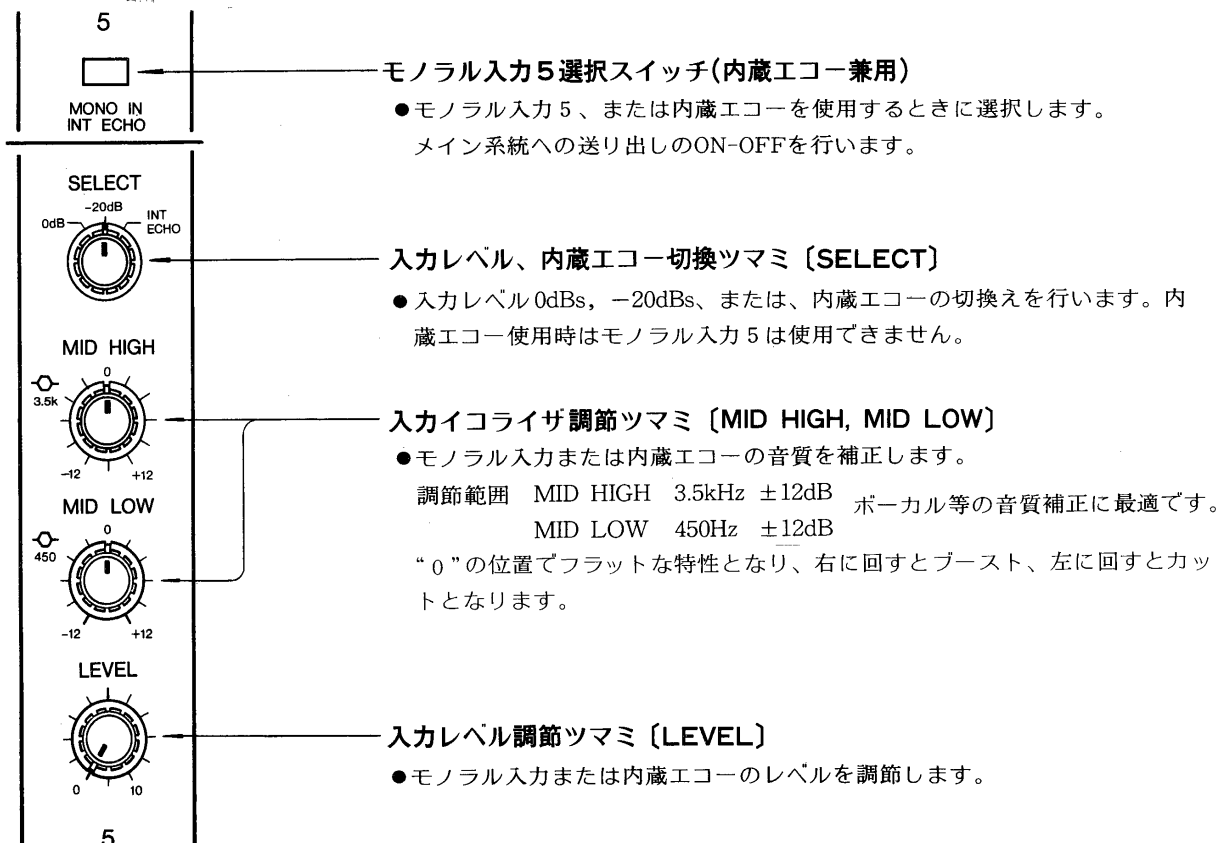 5
MONO IN
INT ECHO
モノラル入力5選択スイッチ(内蔵エコー兼用)
●モノラル入力5、または内蔵エコーを使用するときに選択します。
メイン系統への送り出しのON-OFFを行います。
SELECT
-20dB
0dB
INT
ECHO
入力レベル、内蔵エコー切換ツマミ〔SELECT〕
●入力レベル0dBs, −20dBs、または、内蔵エコーの切換えを行います。内
蔵エコー使用時はモノラル入力5は使用できません。
MID HIGH
0
3.5k
-12
+12
入力イコライザ調節ツマミ〔MID HIGH, MID LOW〕
●モノラル入力または内蔵エコーの音質を補正します。
調節範囲 MID HIGH 3.5kHz ±12dB ボーカル等の音質補正に最適です。
MID LOW 450Hz ±12dB
“0”の位置でフラットな特性となり、右に回すとブースト、左に回すとカッ
トとなります。
MID LOW
0
450
-12
+12
LEVEL
0
10
入力レベル調節ツマミ〔LEVEL〕
●モノラル入力または内蔵エコーのレベルを調節します。
5